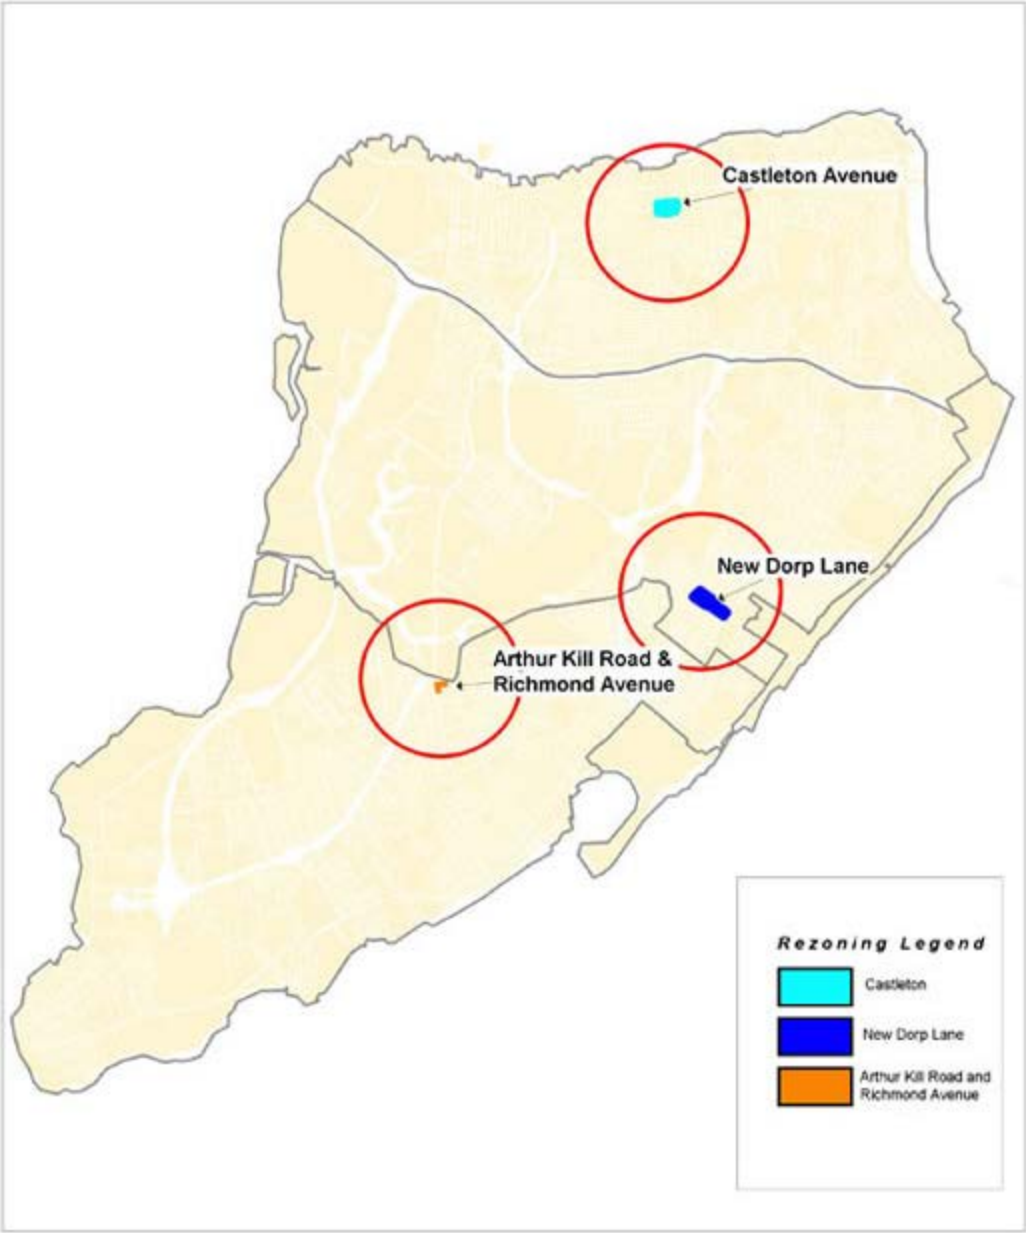 Castleton Avenue
New Dorp Lane
Arthur Kill Road &
Richmond Avenue
Rezoning Legend
Castleton
New Dorp Lane
Arthur Kill Road and
Richmond Avenue